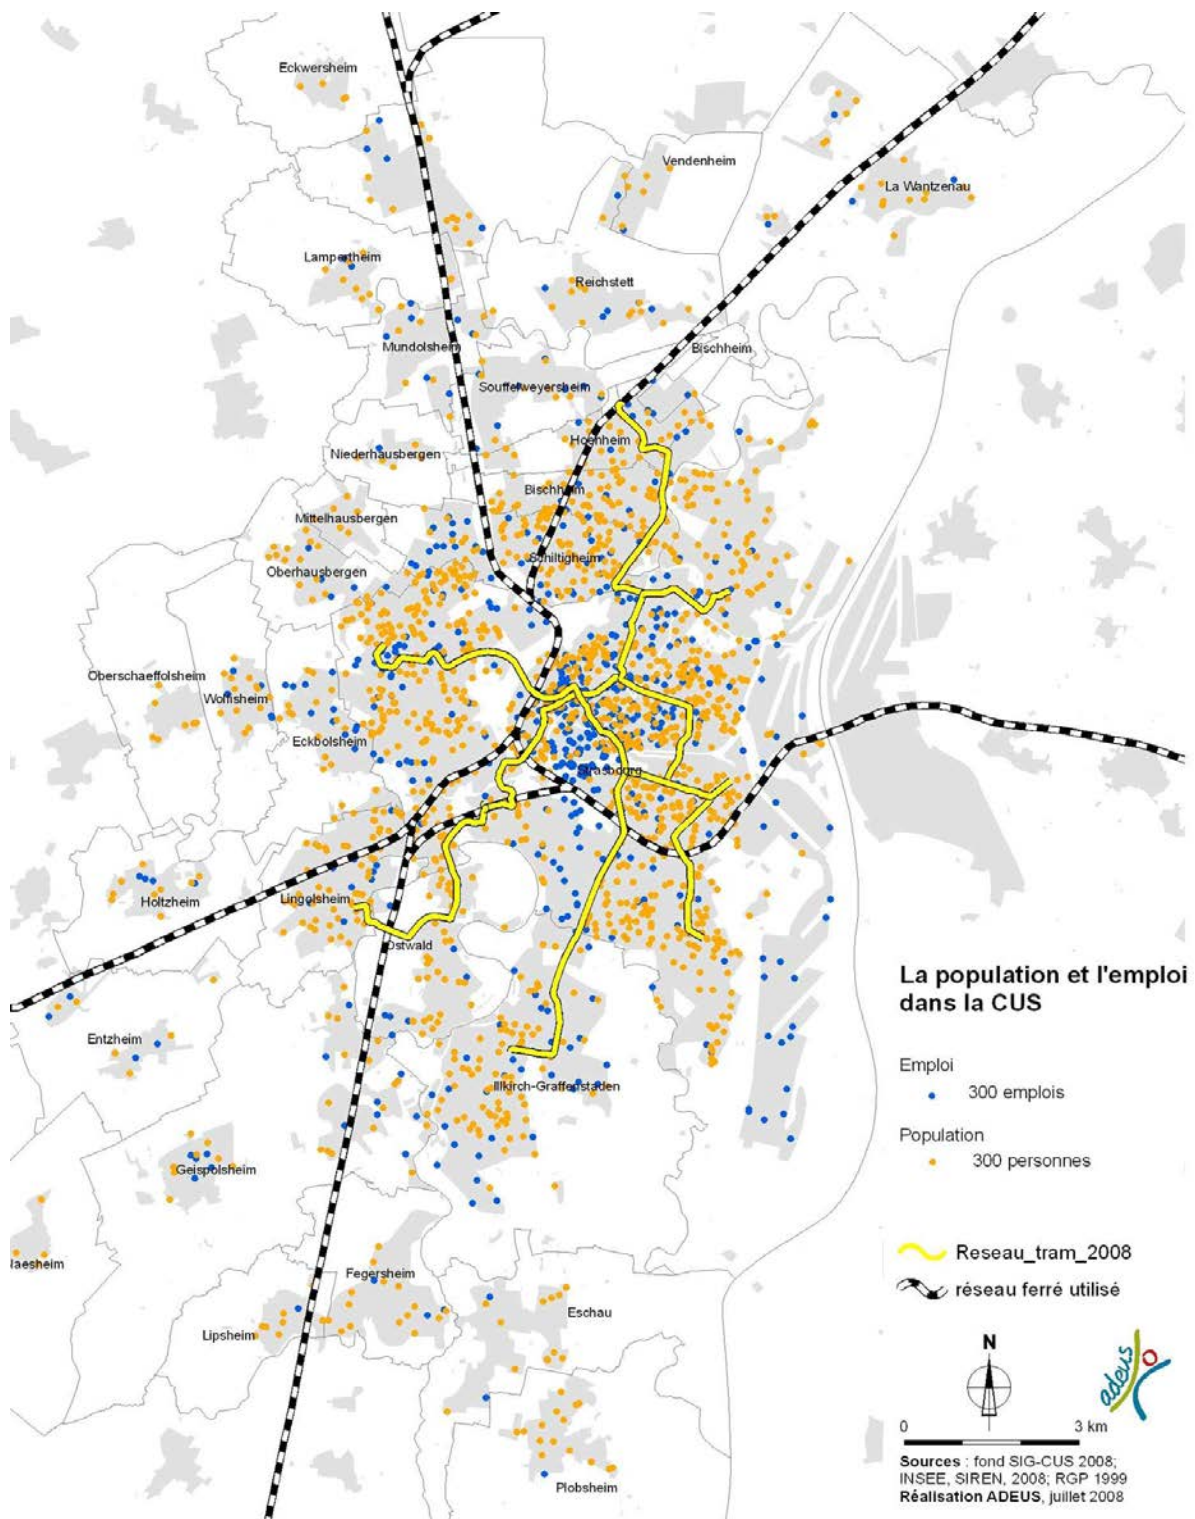 Eckwersheim
Vendenheim
La Wantzenau
Lampertheim
Reichstett
Mundolsheim
Bischheim
Souffelweyersheim
Hoenheim
Niederhausbergen
Bischheim
Mittelhausbergen
Schiltigheim
Oberhausbergen
Oberschaeffolsheim
Wolfisheim
Eckbolsheim
Strasbourg
Holtzheim
Lingolsheim
Ostwald
La population et l'emploi
dans la CUS
Entzheim
Emploi
300 emplois
Illkirch-Graffenstaden
Population
300 personnes
Geispolsheim
Reseau_tram_2008
laesheim
Fegersheim
réseau ferré utilisé
Eschau
Lipsheim
N
adeus
0 3 km
Sources : fond SIG-CUS 2008;
INSEE, SIREN, 2008; RGP 1999
Réalisation ADEUS, juillet 2008
Plobsheim